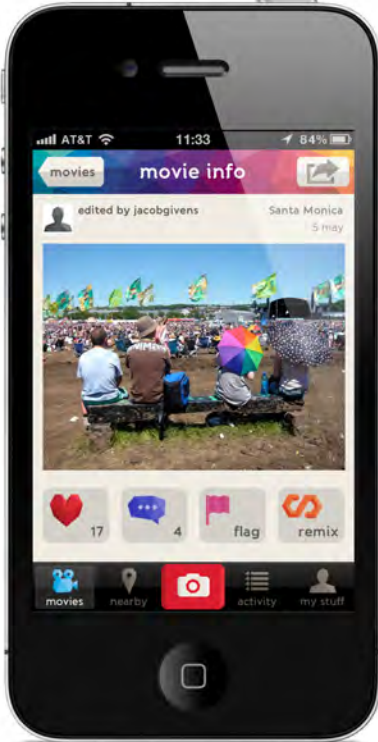 AT&T 11:33 84%
movies movie info
edited by jacobgivens Santa Monica
5 may
17 4 flag remix
movies nearby activity my stuff